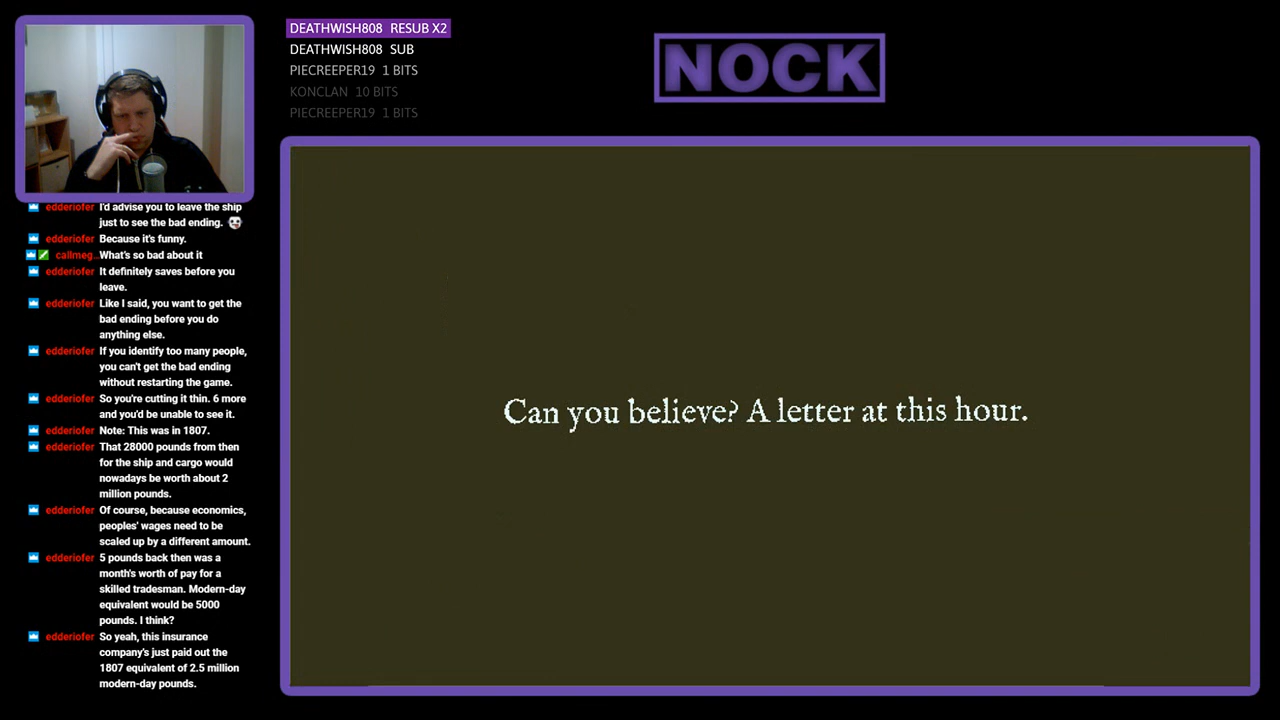 DEATHWISH808 RESUB X2
DEATHWISH808 SUB
PIECREEPER19 1 BITS
KONCLAN 10 BITS
PIECREEPER19 1 BITS
NOCK
edderiofer I'd advise you to leave the ship
just to see the bad ending.
edderiofer Because it's funny.
callmeg... What's so bad about it
edderiofer It definitely saves before you
leave.
edderiofer Like I said, you want to get the
bad ending before you do
anything else.
edderiofer If you identify too many people,
you can't get the bad ending
without restarting the game.
edderiofer So you're cutting it thin. 6 more
and you'd be unable to see it.
edderiofer Note: This was in 1807.
edderiofer That 28000 pounds from then
for the ship and cargo would
nowadays be worth about 2
million pounds.
edderiofer Of course, because economics,
peoples' wages need to be
scaled up by a different amount.
edderiofer 5 pounds back then was a
month's worth of pay for a
skilled tradesman. Modern-day
equivalent would be 5000
pounds. I think?
edderiofer So yeah, this insurance
company's just paid out the
1807 equivalent of 2.5 million
modern-day pounds.
Can you believe? A letter at this hour.